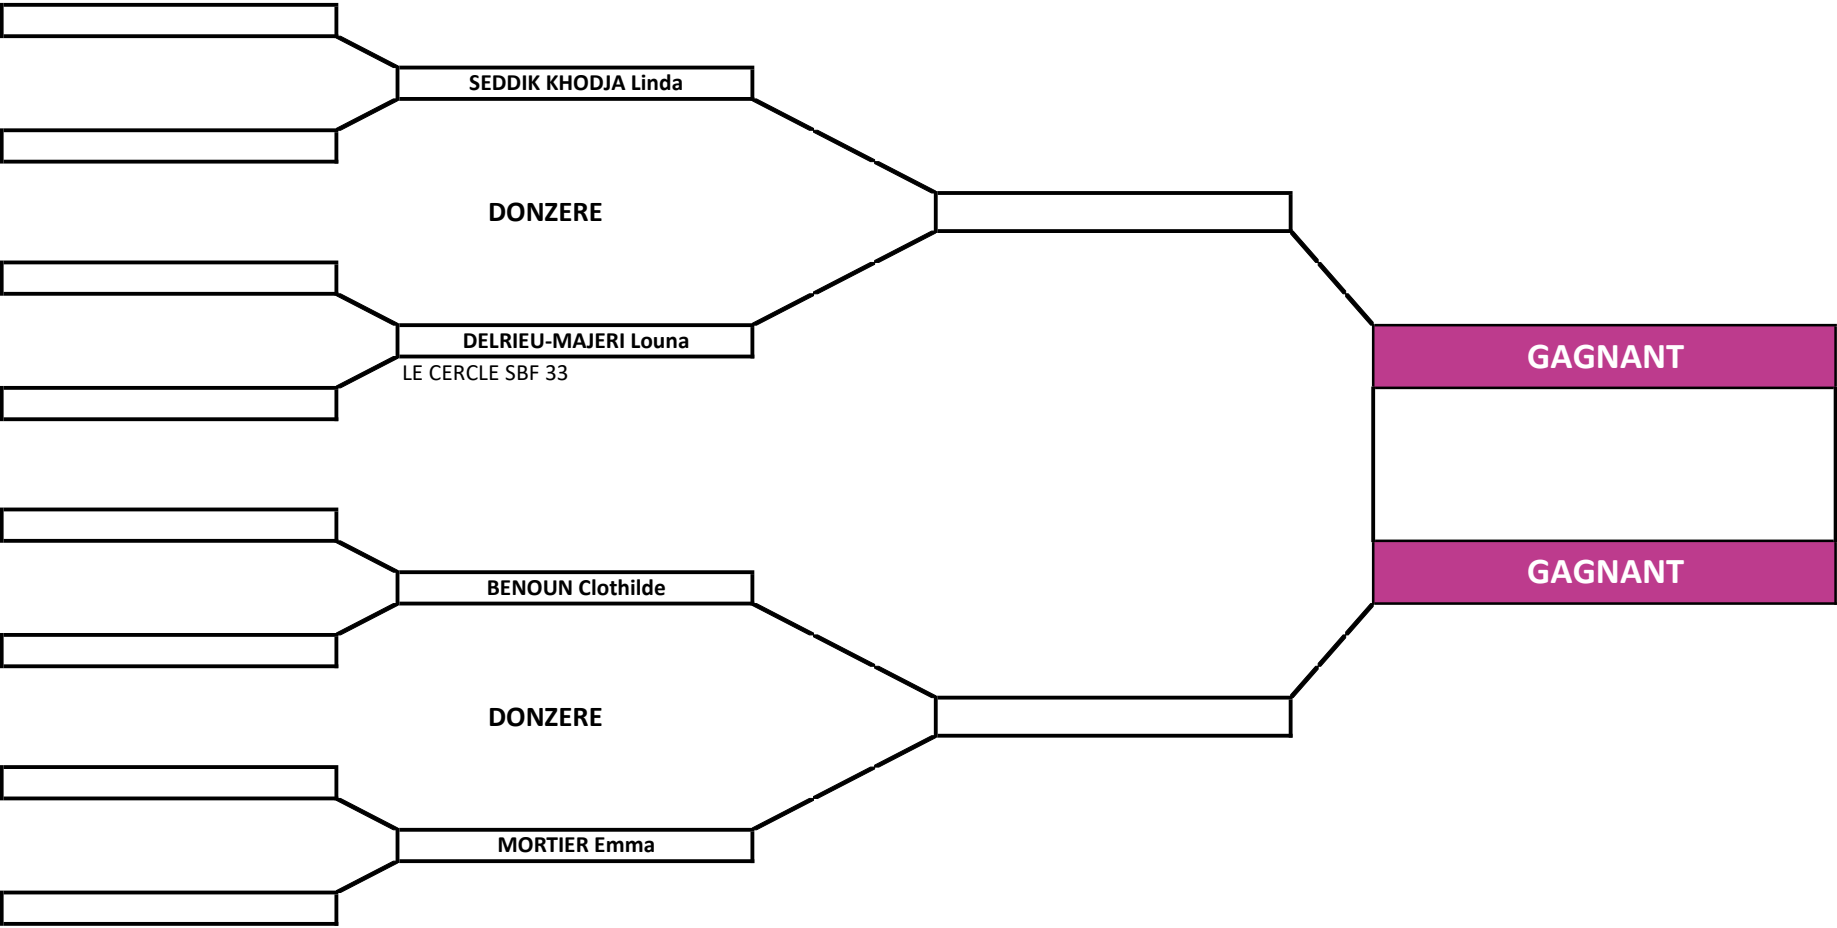 SEDDIK KHODJA Linda
DONZERE
DELRIEU-MAJERI Louna
LE CERCLE SBF 33
GAGNANT
GAGNANT
BENOUN Clothilde
DONZERE
MORTIER Emma